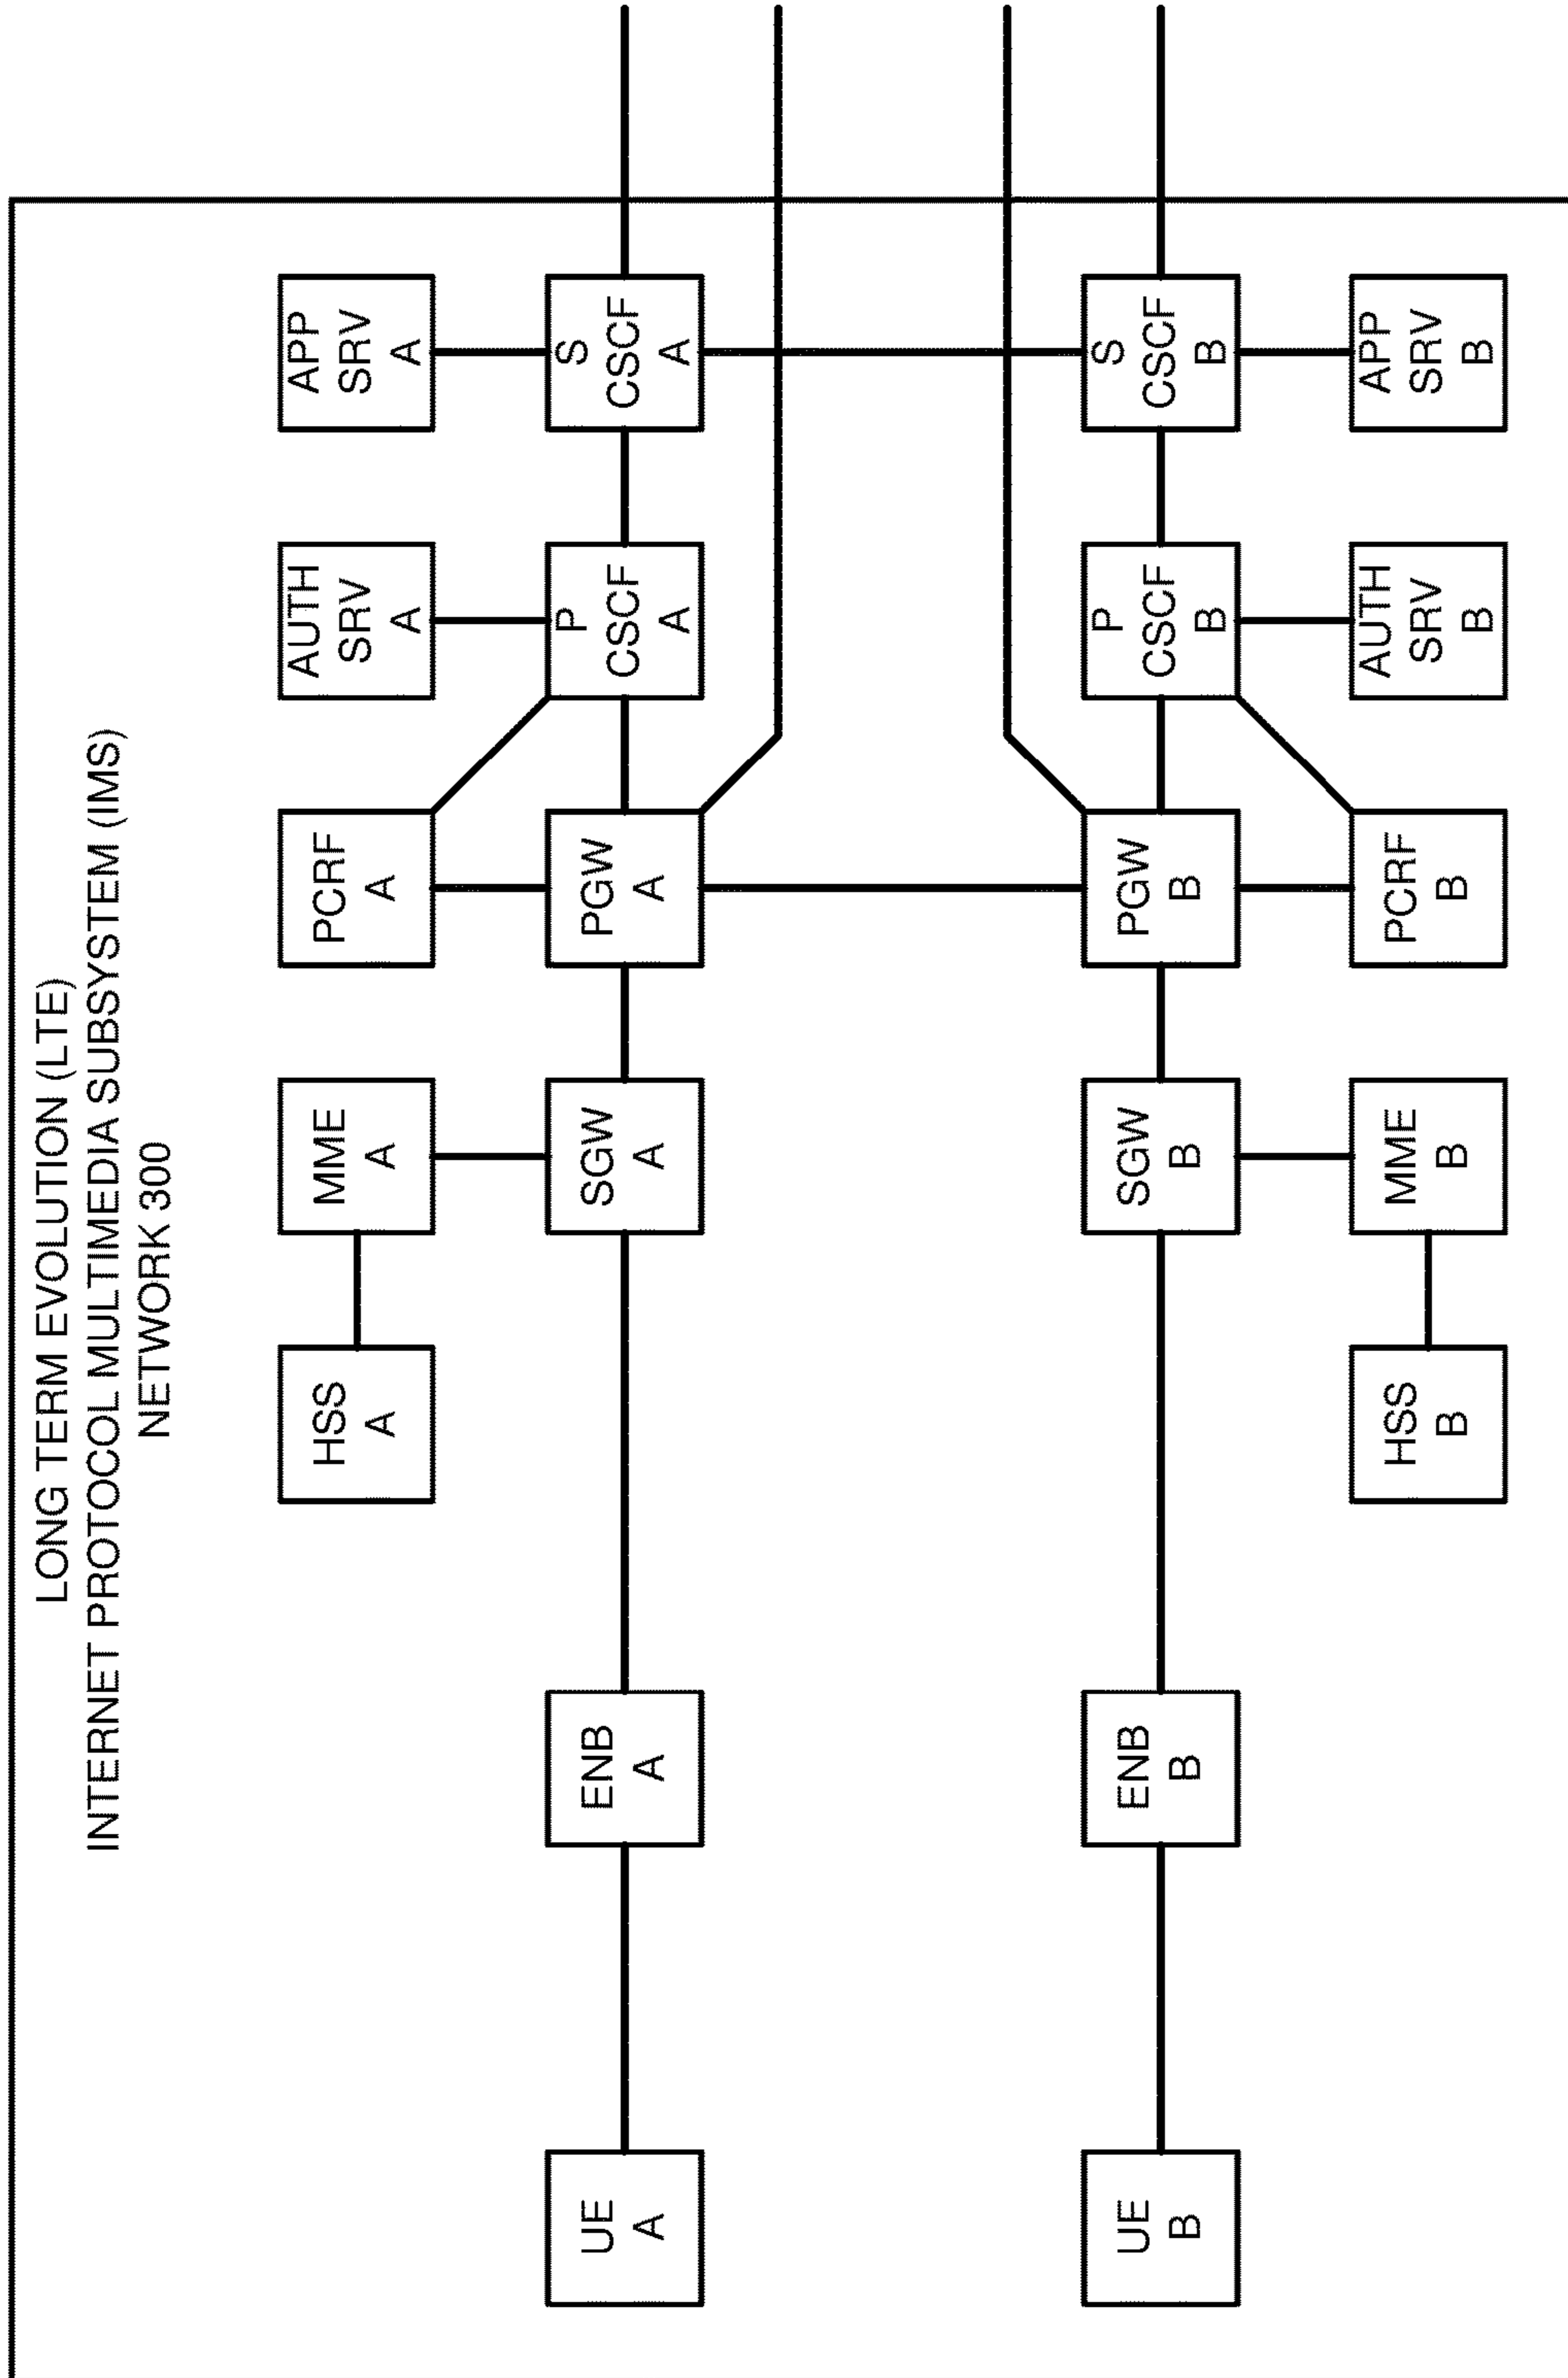 LONG TERM EVOLUTION (LTE)
INTERNET PROTOCOL MULTIMEDIA SUBSYSTEM (IMS)
NETWORK 300
HSS
A
MME
A
PCRF
A
AUTH
SRV
A
APP
SRV
A
UE
A
ENB
A
SGW
A
PGW
A
P
CSCF
A
S
CSCF
A
UE
B
ENB
B
SGW
B
PGW
B
P
CSCF
B
S
CSCF
B
HSS
B
MME
B
PCRF
B
AUTH
SRV
B
APP
SRV
B